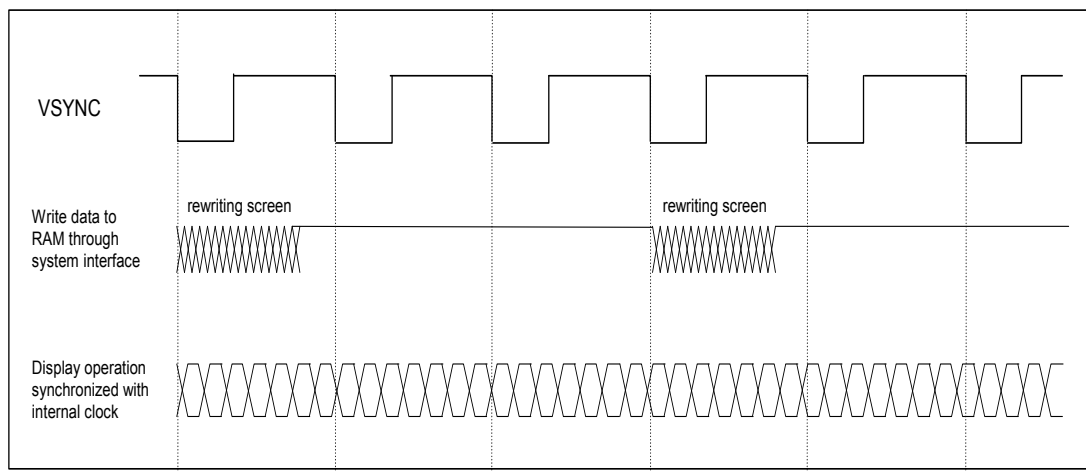 VSYNC
rewriting screen
rewriting screen
Write data to
RAM through
system interface
Display operation
synchronized with
internal clock